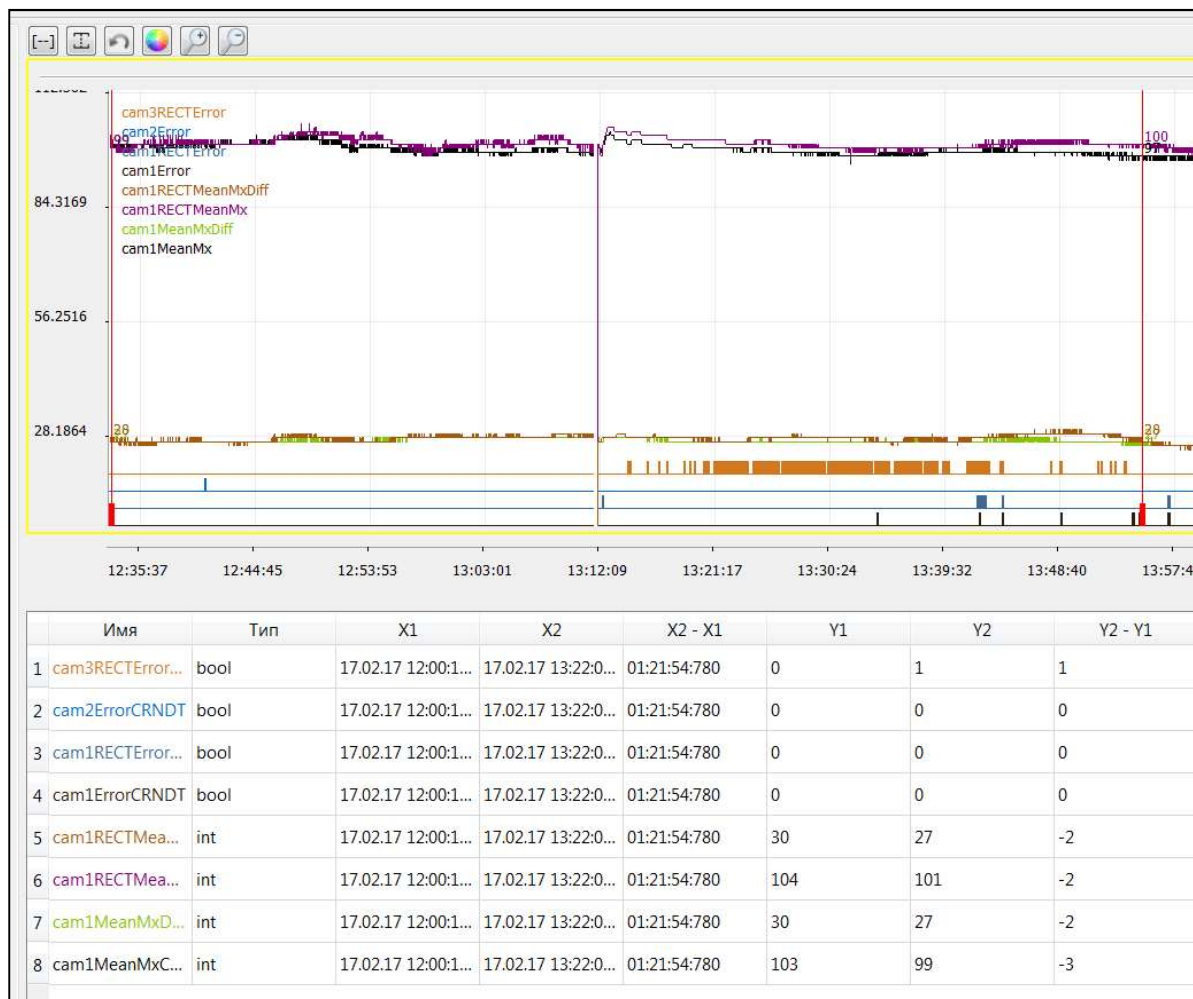 [--]
cam3RECTError
cam2Error
cam1RECTError
cam1Error
cam1RECTMeanMxDiff
cam1RECTMeanMx
cam1MeanMxDiff
cam1MeanMx
100
84.3169
56.2516
28.1864
28
28
12:35:37 12:44:45 12:53:53 13:03:01 13:12:09 13:21:17 13:30:24 13:39:32 13:48:40 13:57:4
Имя Тип X1 X2 X2 - X1 Y1 Y2 Y2 - Y1
1 cam3RECTError... bool 17.02.17 12:00:1... 17.02.17 13:22:0... 01:21:54:780 0 1 1
2 cam2ErrorCRNDT bool 17.02.17 12:00:1... 17.02.17 13:22:0... 01:21:54:780 0 0 0
3 cam1RECTError... bool 17.02.17 12:00:1... 17.02.17 13:22:0... 01:21:54:780 0 0 0
4 cam1ErrorCRNDT bool 17.02.17 12:00:1... 17.02.17 13:22:0... 01:21:54:780 0 0 0
5 cam1RECTMea... int 17.02.17 12:00:1... 17.02.17 13:22:0... 01:21:54:780 30 27 -2
6 cam1RECTMea... int 17.02.17 12:00:1... 17.02.17 13:22:0... 01:21:54:780 104 101 -2
7 cam1MeanMxD... int 17.02.17 12:00:1... 17.02.17 13:22:0... 01:21:54:780 30 27 -2
8 cam1MeanMxC... int 17.02.17 12:00:1... 17.02.17 13:22:0... 01:21:54:780 103 99 -3